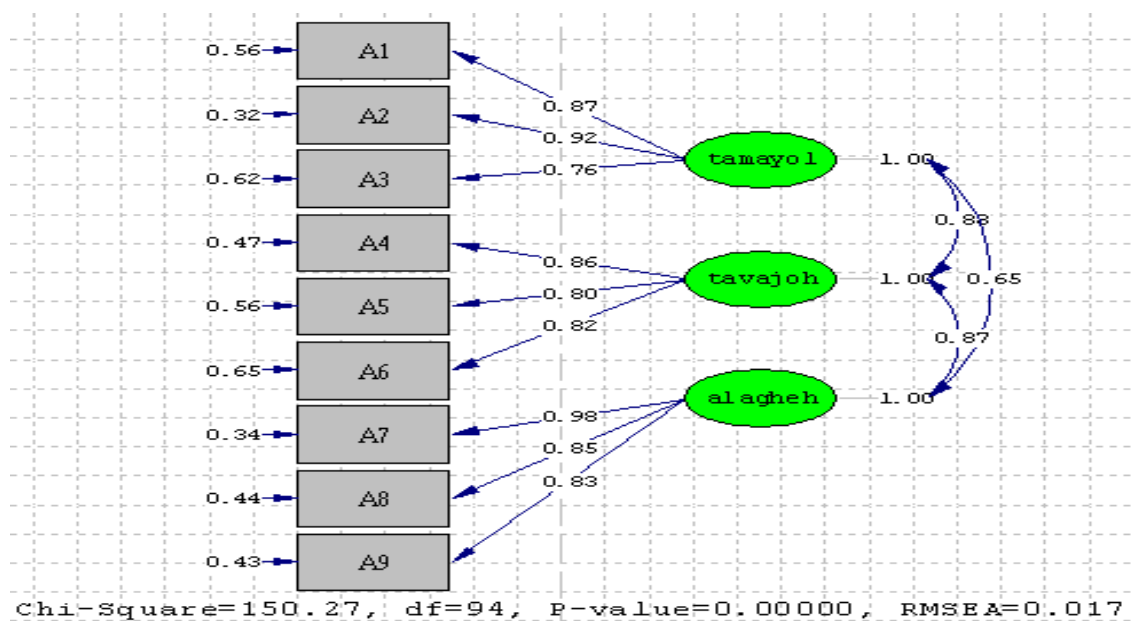 0.56 A1
0.87
0.32 A2
0.92
tamayol 1.00
0.62 A3
0.76
0.88
0.47 A4
0.86
tavajoh 1.00 0.65
0.56 A5
0.80
0.82
0.87
0.65 A6
alagheh 1.00
0.98
0.34 A7
0.85
0.83
0.44 A8
0.43 A9
Chi-Square=150.27, df=94, P-value=0.00000, RMSEA=0.017